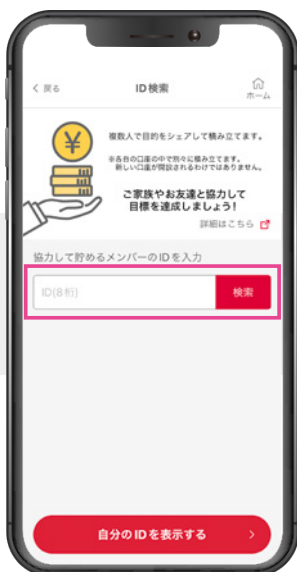 戻る
ID検索
ホーム
複数人で目的をシェアして積み立てます。
※各自の口座の中で別々に積み立てます。
新しい口座が開設されるわけではありません。
ご家族やお友達と協力して
目標を達成しましょう!
詳細はこちら
協力して貯めるメンバーのIDを入力
ID(8桁)
検索
自分のIDを表示する